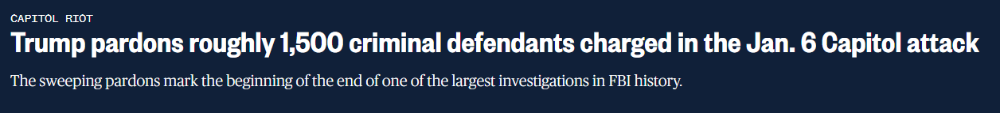 CAPITOL RIOT
Trump pardons roughly 1,500 criminal defendants charged in the Jan. 6 Capitol attack
The sweeping pardons mark the beginning of the end of one of the largest investigations in FBI history.